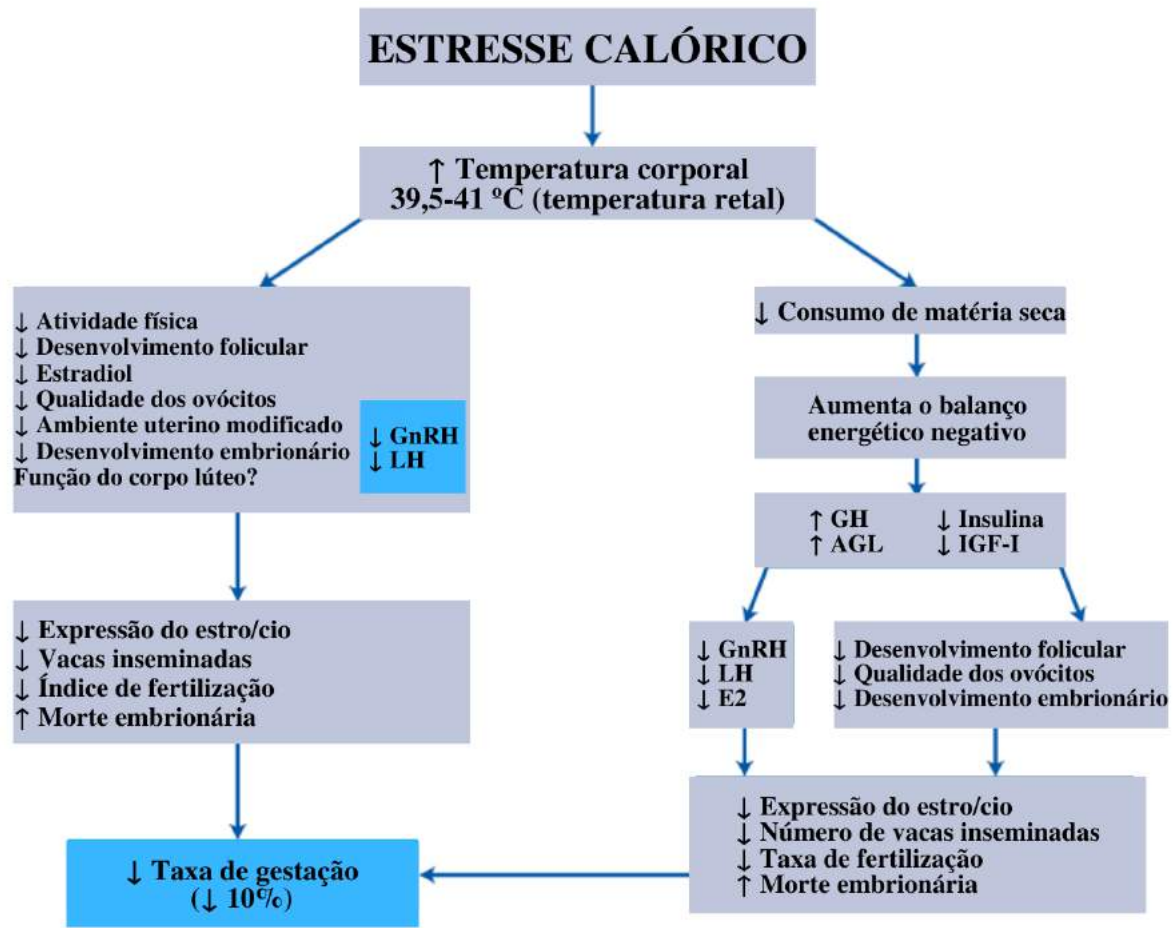 ESTRESSE CALÓRICO
↑ Temperatura corporal
39,5-41 ºC (temperatura retal)
↓ Atividade física
↓ Desenvolvimento folicular
↓ Estradiol
↓ Qualidade dos ovócitos
↓ Ambiente uterino modificado
↓ Desenvolvimento embrionário
Função do corpo lúteo?
↓ GnRH
↓ LH
↓ Expressão do estro/cio
↓ Vacas inseminadas
↓ Índice de fertilização
↑ Morte embrionária
↓ Consumo de matéria seca
Aumenta o balanço
energético negativo
↑ GH ↓ Insulina
↑ AGL ↓ IGF-I
↓ GnRH
↓ LH
↓ E2
↓ Desenvolvimento folicular
↓ Qualidade dos ovócitos
↓ Desenvolvimento embrionário
↓ Expressão do estro/cio
↓ Número de vacas inseminadas
↓ Taxa de fertilização
↑ Morte embrionária
↓ Taxa de gestação
(↓ 10%)